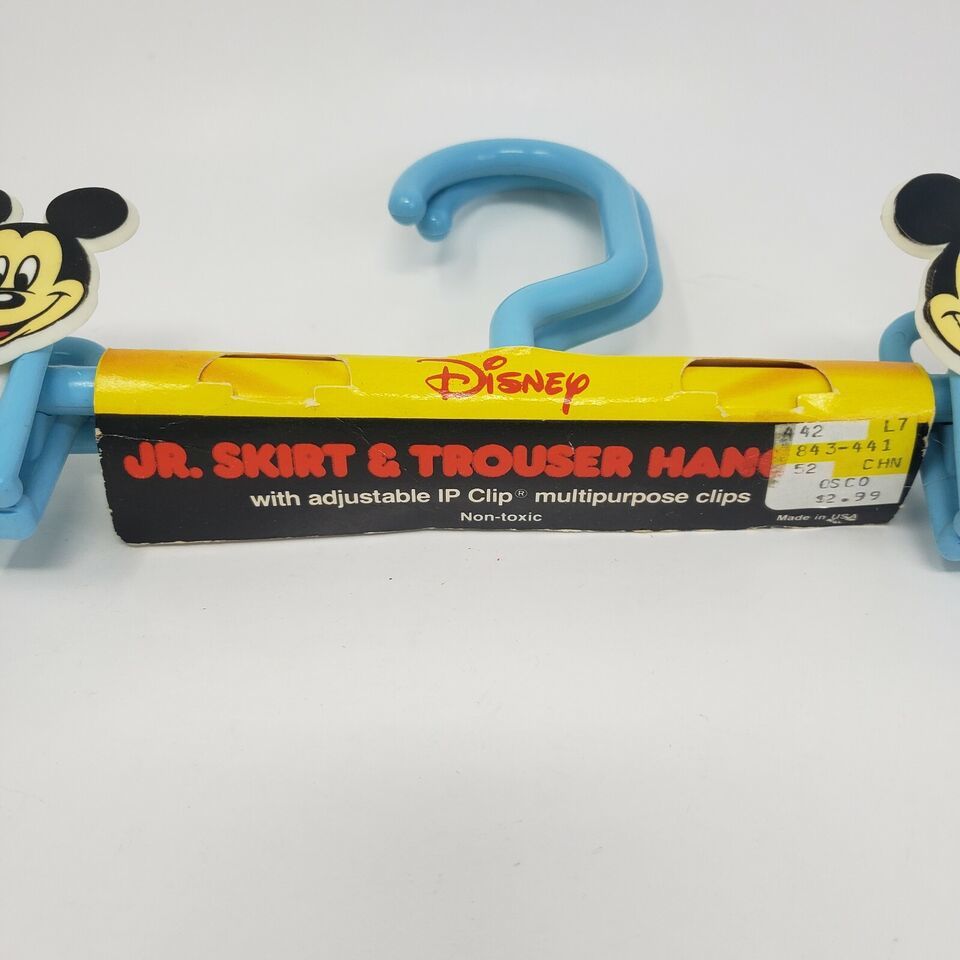 Disney
JR. SKIRT & TROUSER HANG
with adjustable IP Clip® multipurpose clips
Non-toxic
Made in USA
A 42 L7
843-441
52 CHN
OSCO
$2.99